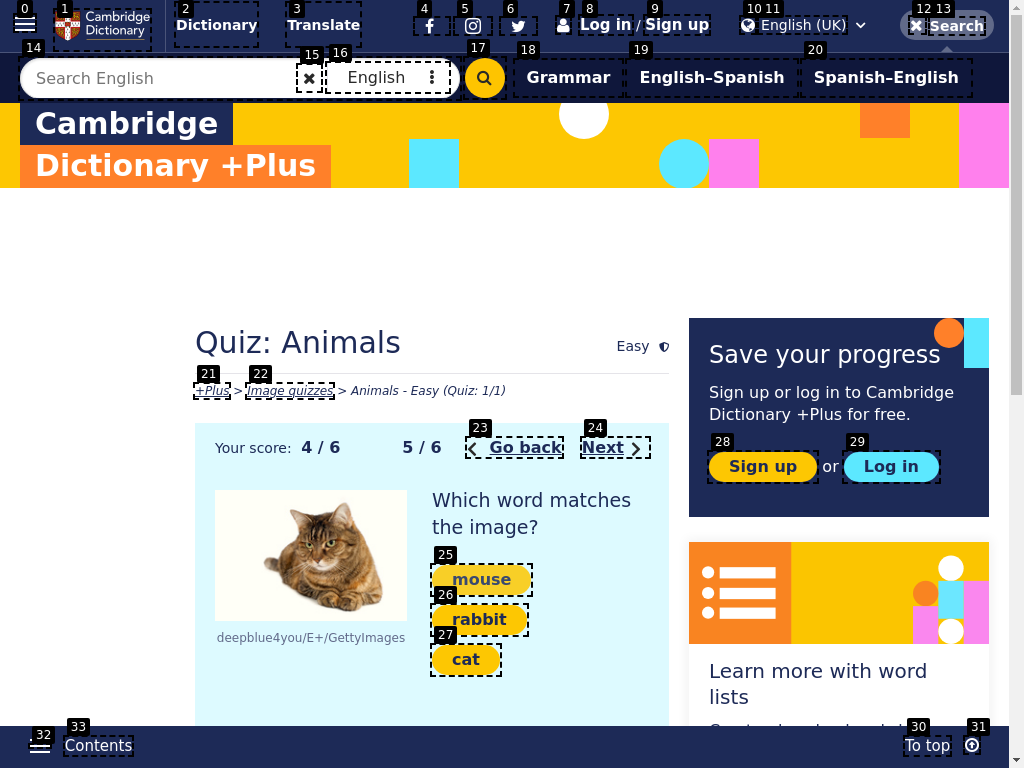 0 1 2 3 4 5 6 7 8 9 10 11 12 13
Cambridge Dictionary
Dictionary
Translate
Log in / Sign up
English (UK)
Search
14 15 16 17 18 19 20
Search English
English
Grammar
English–Spanish
Spanish–English
Cambridge
Dictionary +Plus
Quiz: Animals
Easy
21 22
+Plus > Image quizzes > Animals - Easy (Quiz: 1/1)
23 24
Your score: 4 / 6
5 / 6
Go back
Next
Which word matches
the image?
25
mouse
26
rabbit
27
cat
deepblue4you/E+/GettyImages
Save your progress
Sign up or log in to Cambridge
Dictionary +Plus for free.
28 29
Sign up or Log in
Learn more with word
lists
32 33
Contents
30 31
To top